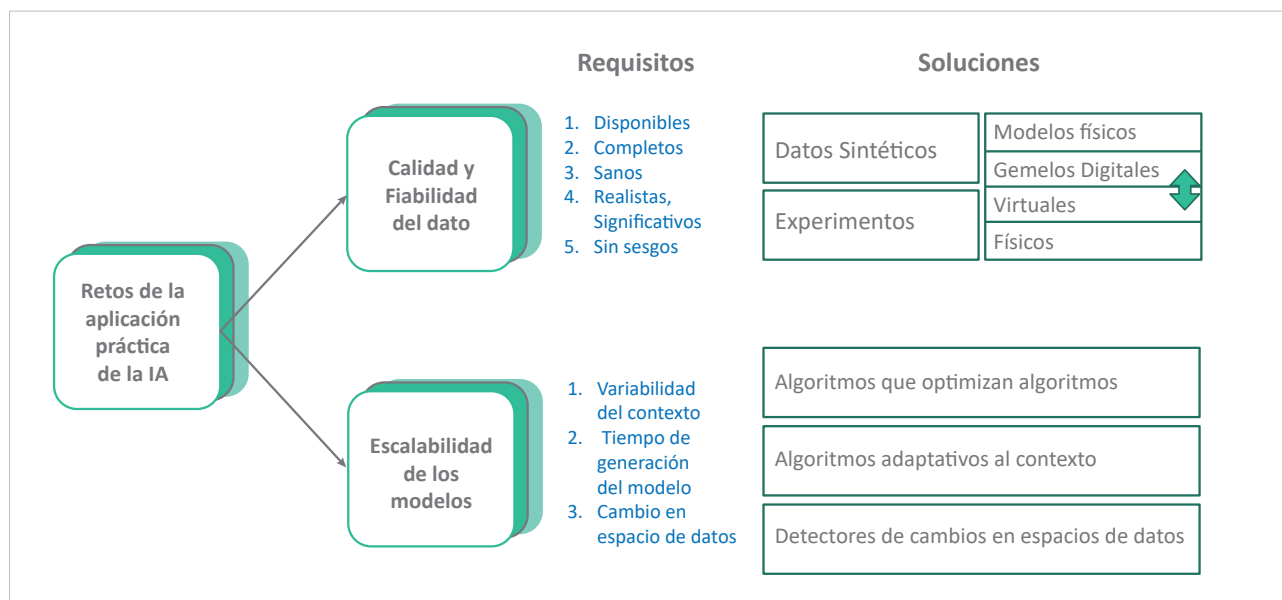 Requisitos
Soluciones
Retos de la
aplicación
práctica
de la IA
Calidad y
Fiabilidad
del dato
1. Disponibles
2. Completos
3. Sanos
4. Realistas,
Significativos
5. Sin sesgos
Datos Sintéticos
Modelos físicos
Gemelos Digitales
Experimentos
Virtuales
Físicos
Escalabilidad
de los
modelos
1. Variabilidad
del contexto
2. Tiempo de
generación
del modelo
3. Cambio en
espacio de datos
Algoritmos que optimizan algoritmos
Algoritmos adaptativos al contexto
Detectores de cambios en espacios de datos